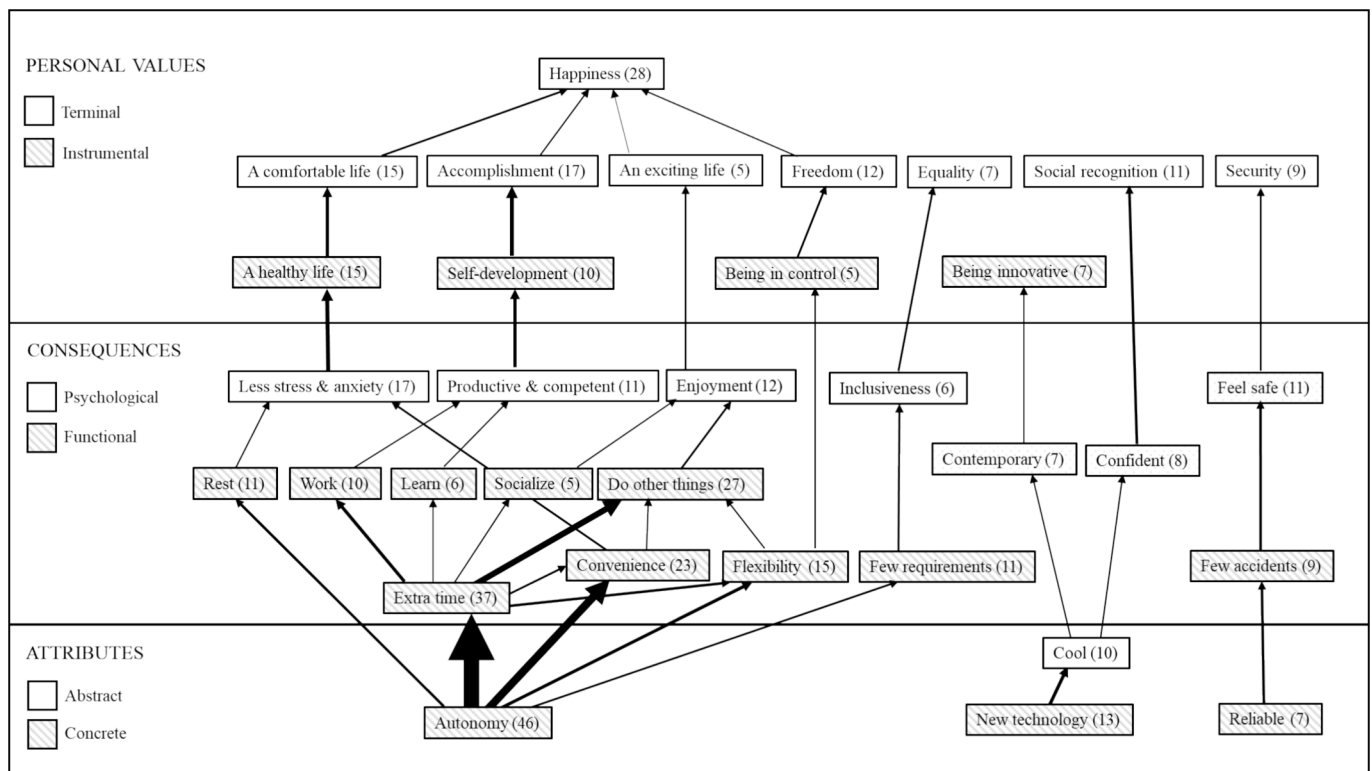 PERSONAL VALUES
Terminal
Instrumental
Happiness (28)
A comfortable life (15)
Accomplishment (17)
An exciting life (5)
Freedom (12)
Equality (7)
Social recognition (11)
Security (9)
A healthy life (15)
Self-development (10)
Being in control (5)
Being innovative (7)
CONSEQUENCES
Psychological
Functional
Less stress & anxiety (17)
Productive & competent (11)
Enjoyment (12)
Inclusiveness (6)
Feel safe (11)
Contemporary (7)
Confident (8)
Rest (11)
Work (10)
Learn (6)
Socialize (5)
Do other things (27)
Convenience (23)
Flexibility (15)
Few requirements (11)
Few accidents (9)
Extra time (37)
ATTRIBUTES
Abstract
Concrete
Cool (10)
Autonomy (46)
New technology (13)
Reliable (7)